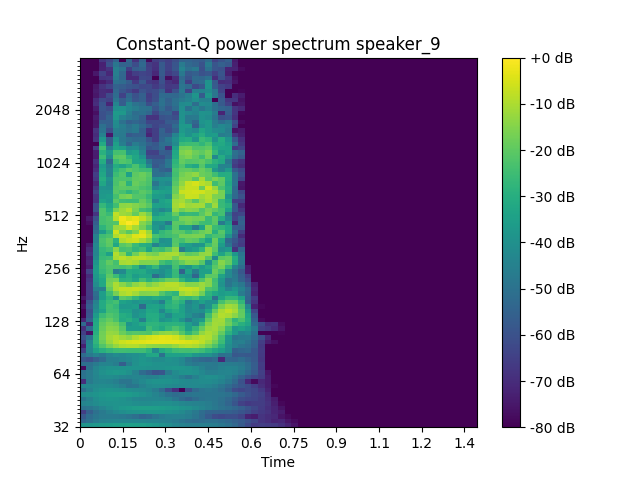 Constant-Q power spectrum speaker_9
Hz
2048
1024
512
256
128
64
32
0 0.15 0.3 0.45 0.6 0.75 0.9 1.1 1.2 1.4
Time
+0 dB
-10 dB
-20 dB
-30 dB
-40 dB
-50 dB
-60 dB
-70 dB
-80 dB